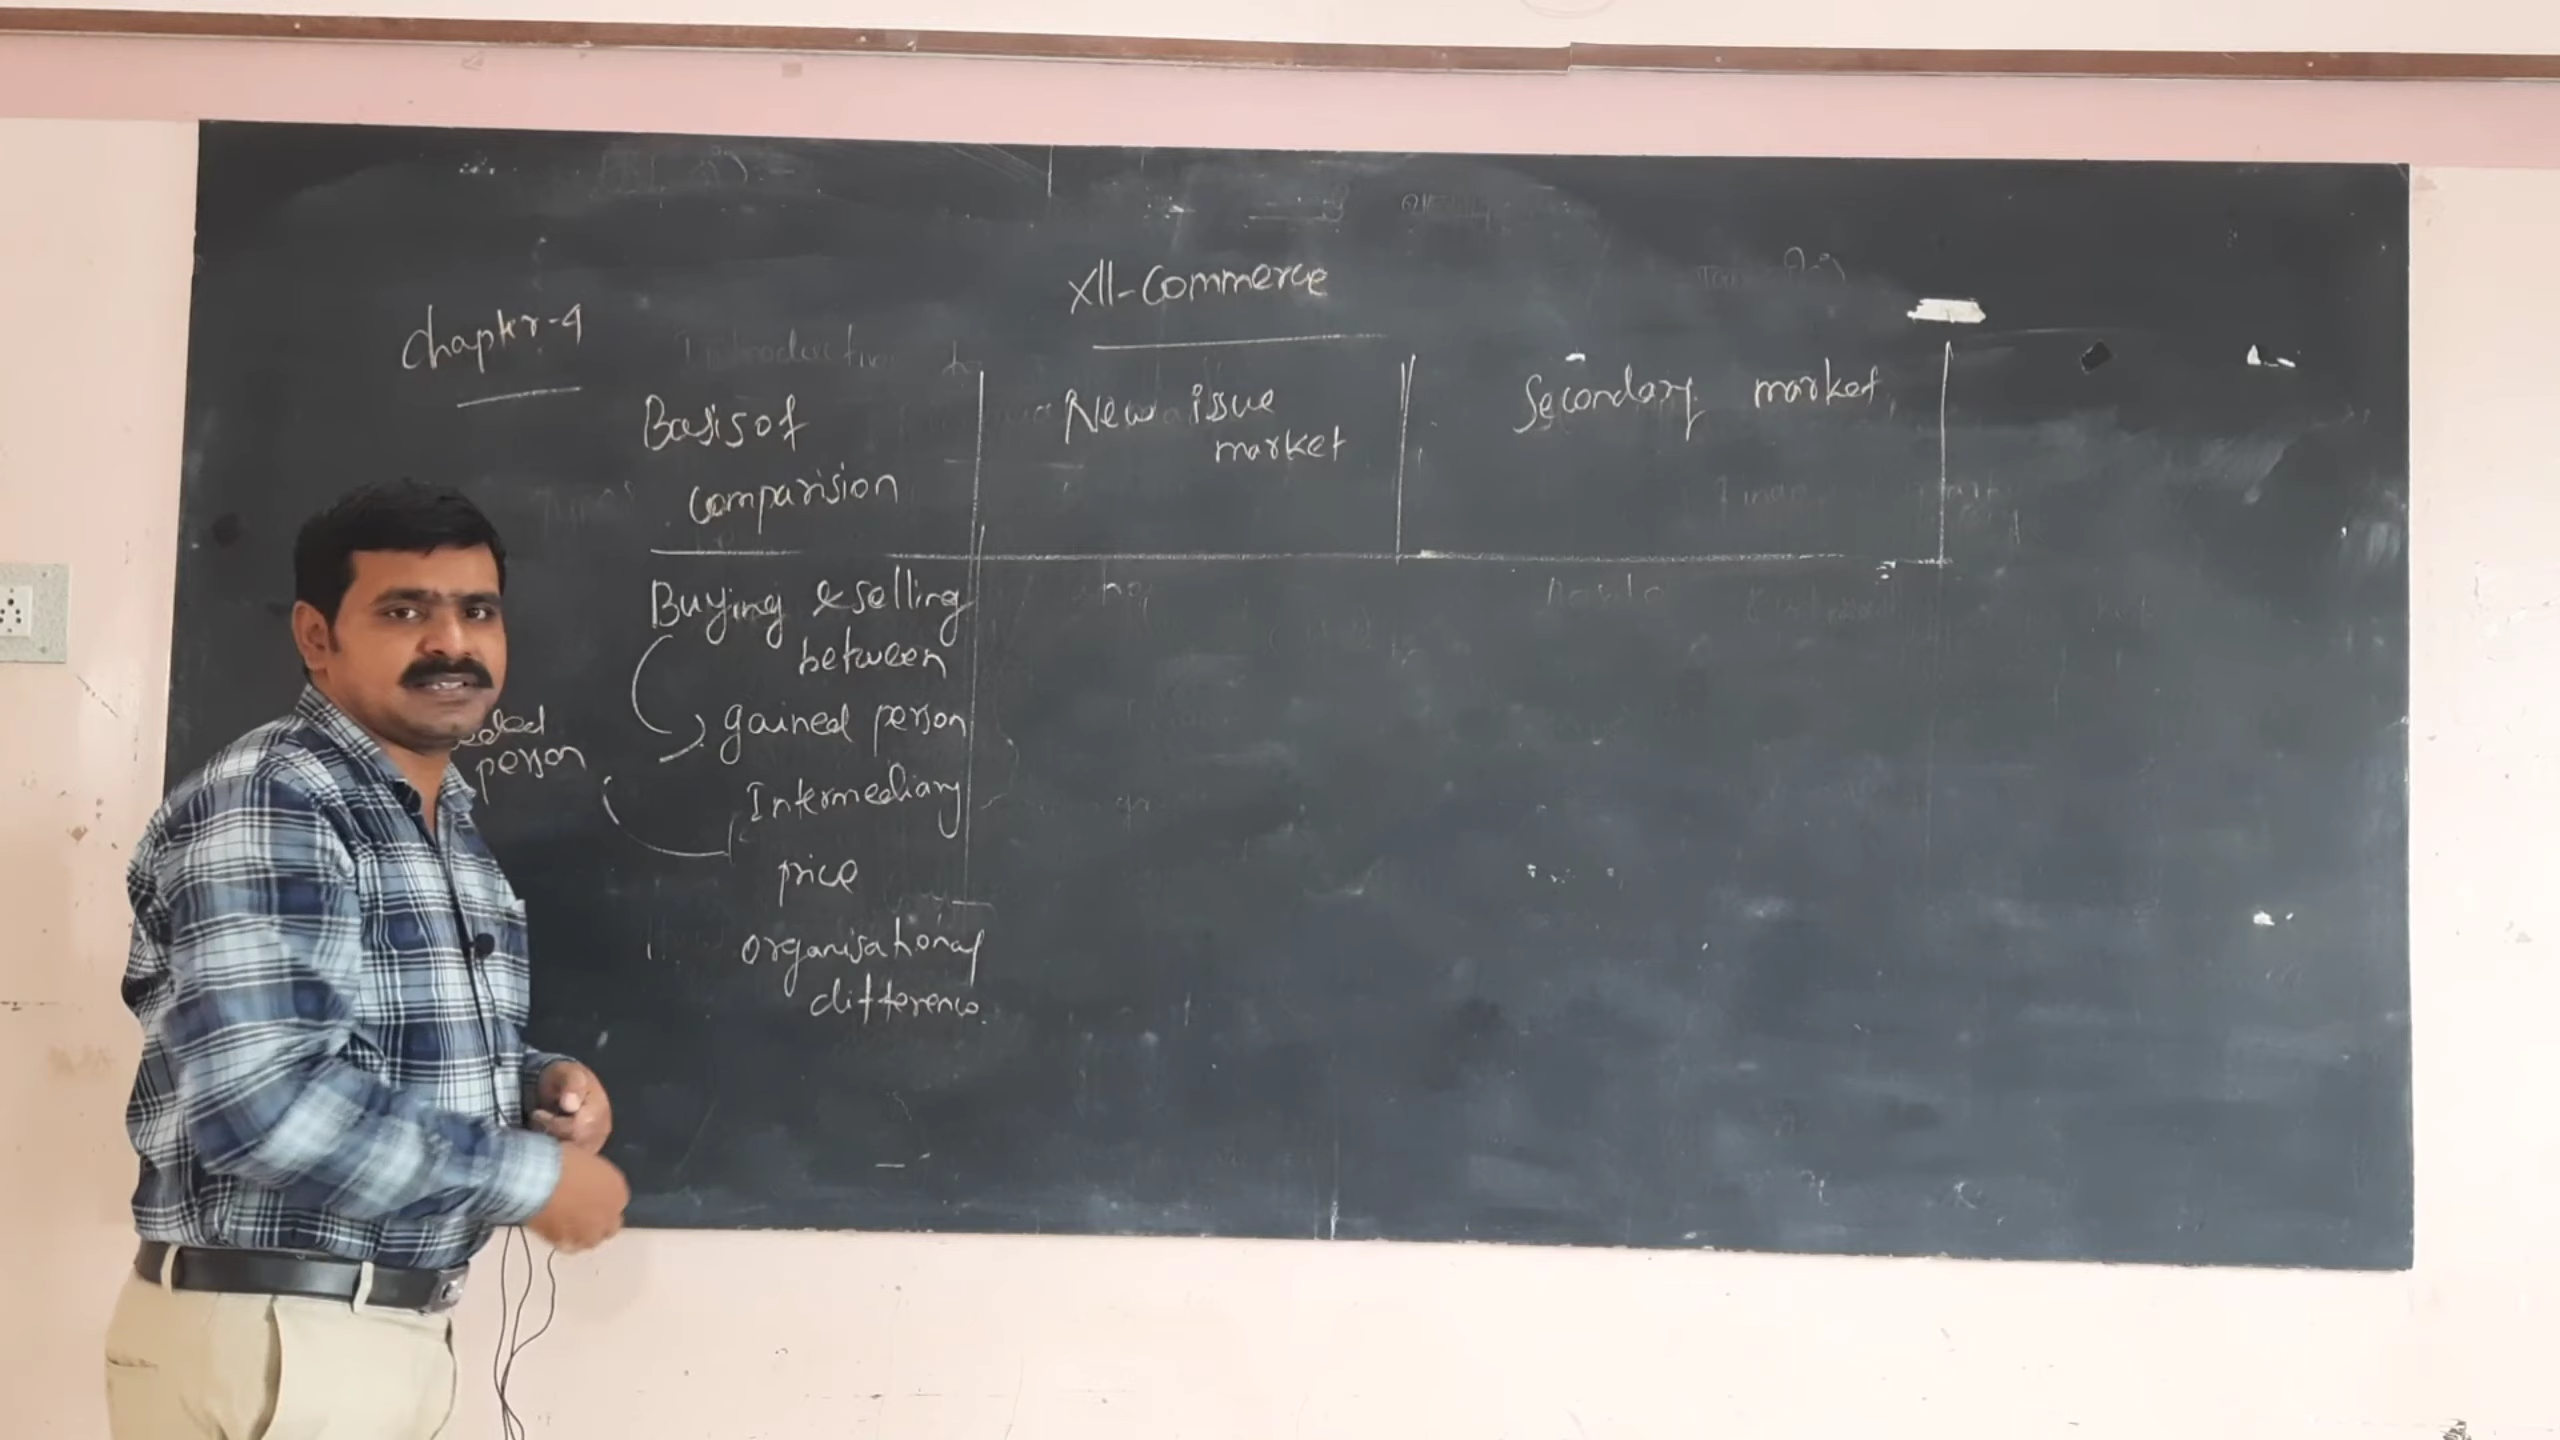 XII-Commerce
Chapter-4
Basis of
comparision
New issue
market
Secondary market
Buying & selling
between
gained person
person
Intermediary
price
organisational
difference